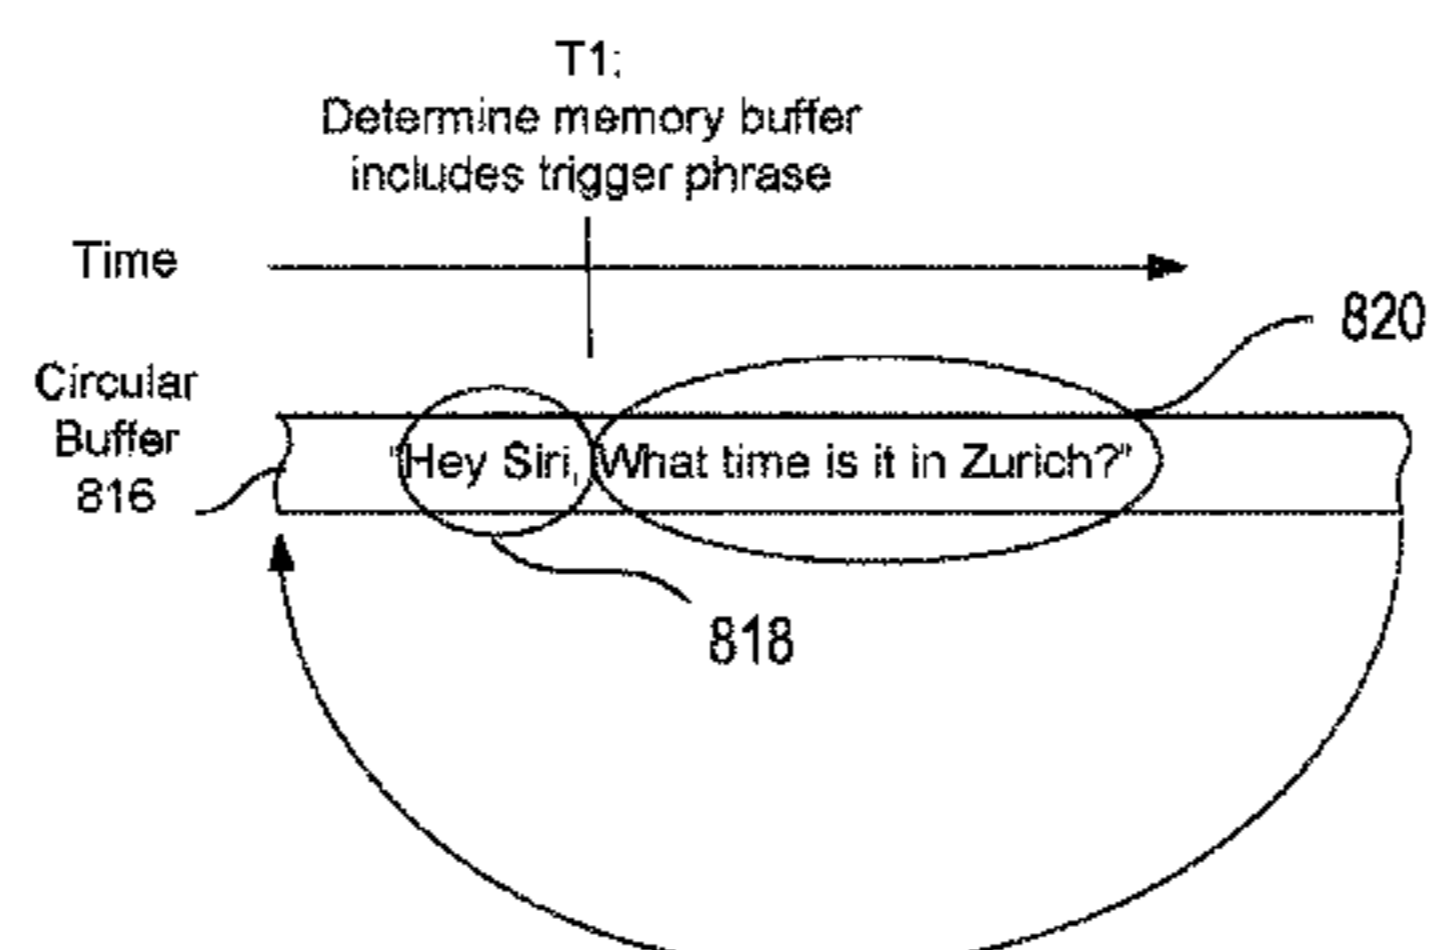 T1:
Determine memory buffer
includes trigger phrase
Time
820
Circular
Buffer
816
"Hey Siri, What time is it in Zurich?"
818